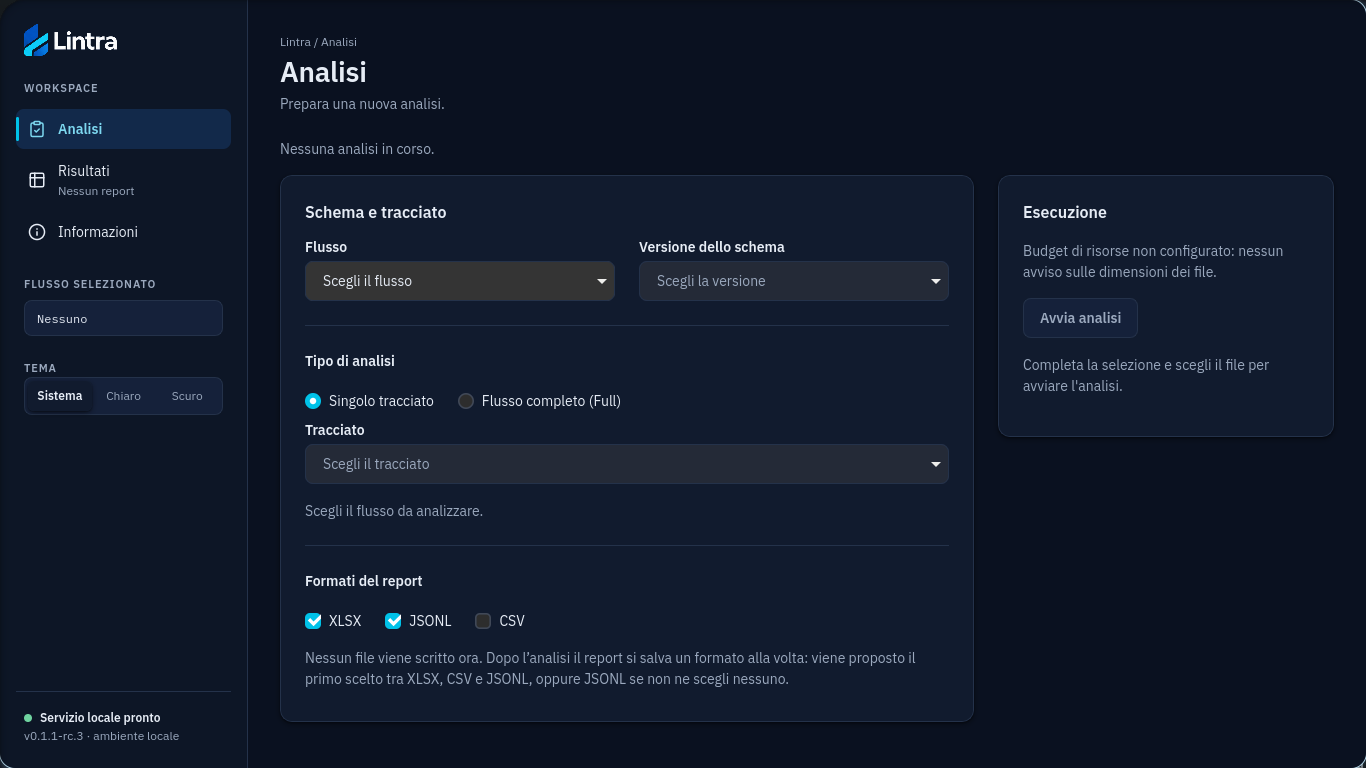 Lintra
WORKSPACE
Analisi
Risultati
Nessun report
Informazioni
FLUSSO SELEZIONATO
Nessuno
TEMA
Sistema Chiaro Scuro
Servizio locale pronto
v0.1.1-rc.3 · ambiente locale
Lintra / Analisi
Analisi
Prepara una nuova analisi.
Nessuna analisi in corso.
Schema e tracciato
Flusso Versione dello schema
Scegli il flusso Scegli la versione
Tipo di analisi
Singolo tracciato Flusso completo (Full)
Tracciato
Scegli il tracciato
Scegli il flusso da analizzare.
Formati del report
XLSX JSONL CSV
Nessun file viene scritto ora. Dopo l’analisi il report si salva un formato alla volta: viene proposto il
primo scelto tra XLSX, CSV e JSONL, oppure JSONL se non ne scegli nessuno.
Esecuzione
Budget di risorse non configurato: nessun
avviso sulle dimensioni dei file.
Avvia analisi
Completa la selezione e scegli il file per
avviare l'analisi.